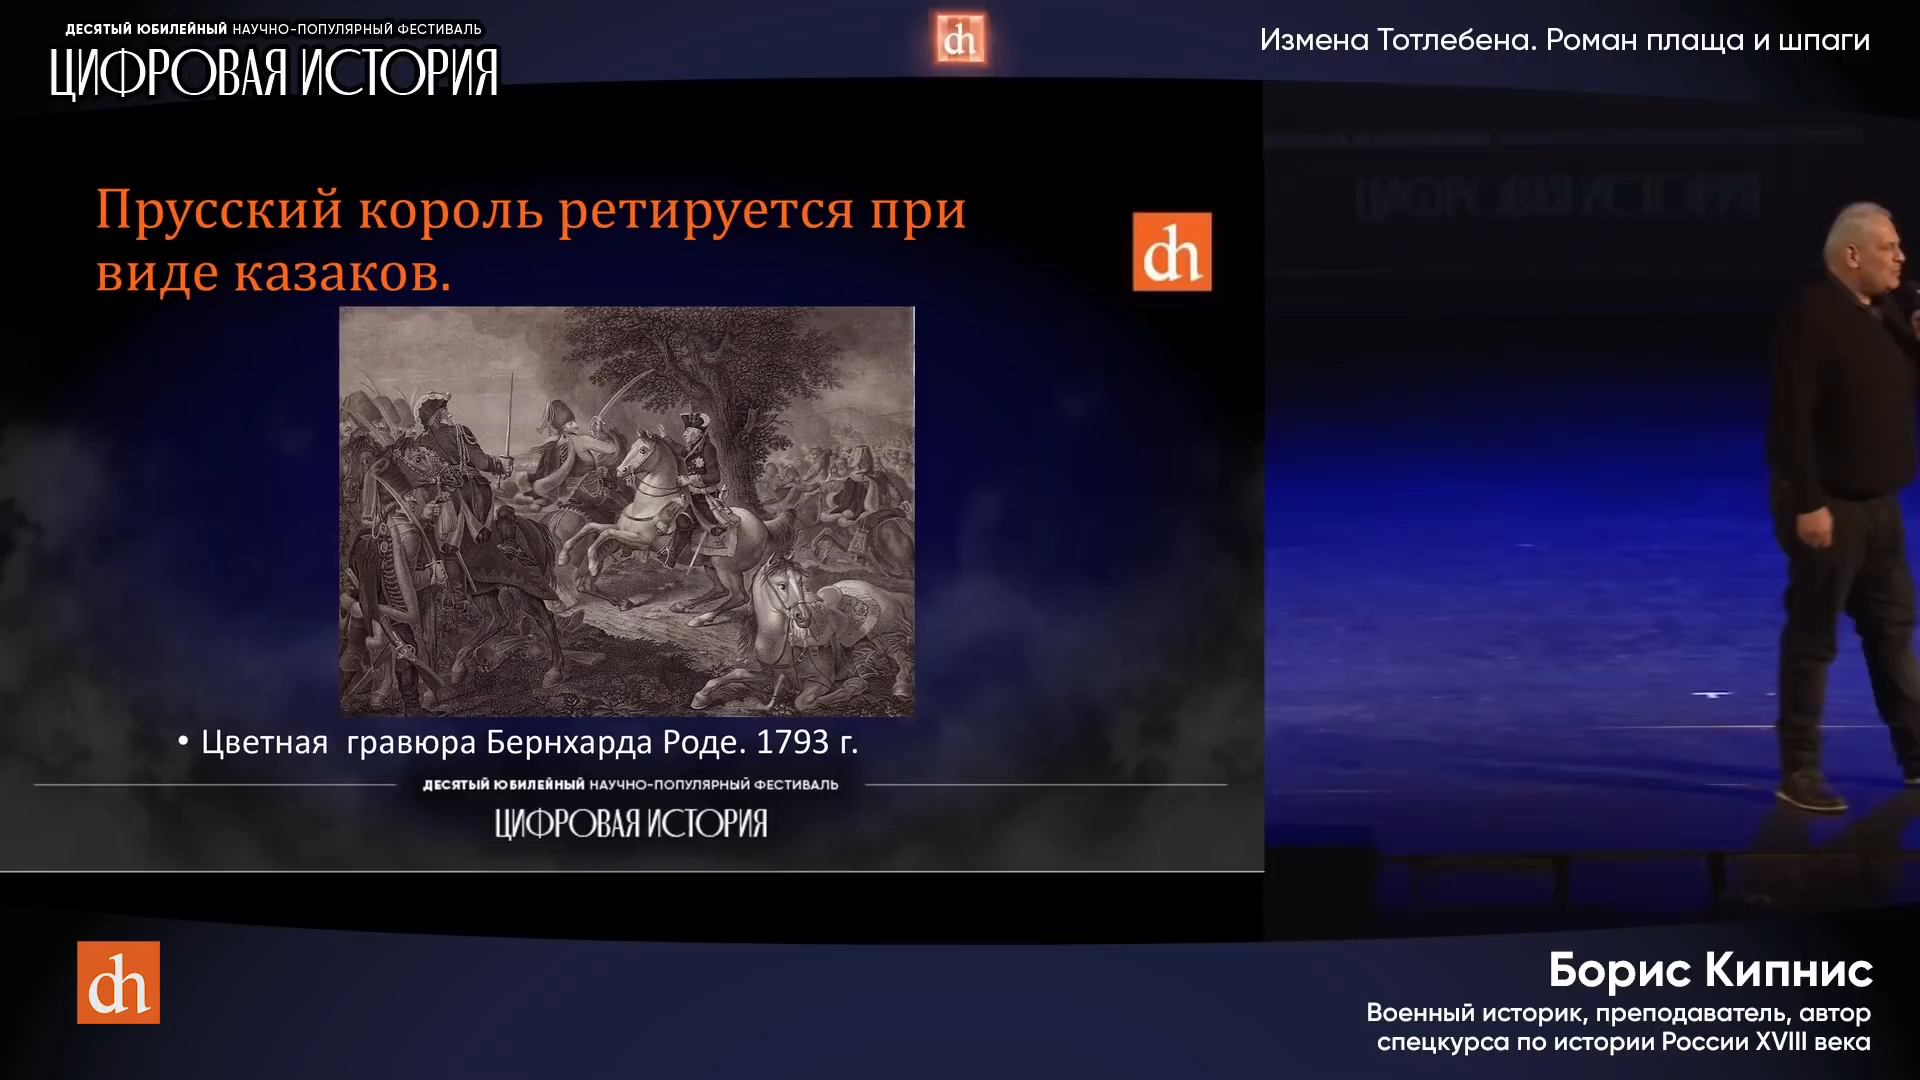 ДЕСЯТЫЙ ЮБИЛЕЙНЫЙ НАУЧНО-ПОПУЛЯРНЫЙ ФЕСТИВАЛЬ
ЦИФРОВАЯ ИСТОРИЯ
dh
Измена Тотлебена. Роман плаща и шпаги
Прусский король ретируется при
виде казаков.
dh
ЦИФРОВАЯ ИСТОРИЯ
• Цветная гравюра Бернхарда Роде. 1793 г.
ДЕСЯТЫЙ ЮБИЛЕЙНЫЙ НАУЧНО-ПОПУЛЯРНЫЙ ФЕСТИВАЛЬ
ЦИФРОВАЯ ИСТОРИЯ
dh
Борис Кипнис
Военный историк, преподаватель, автор
спецкурса по истории России XVIII века